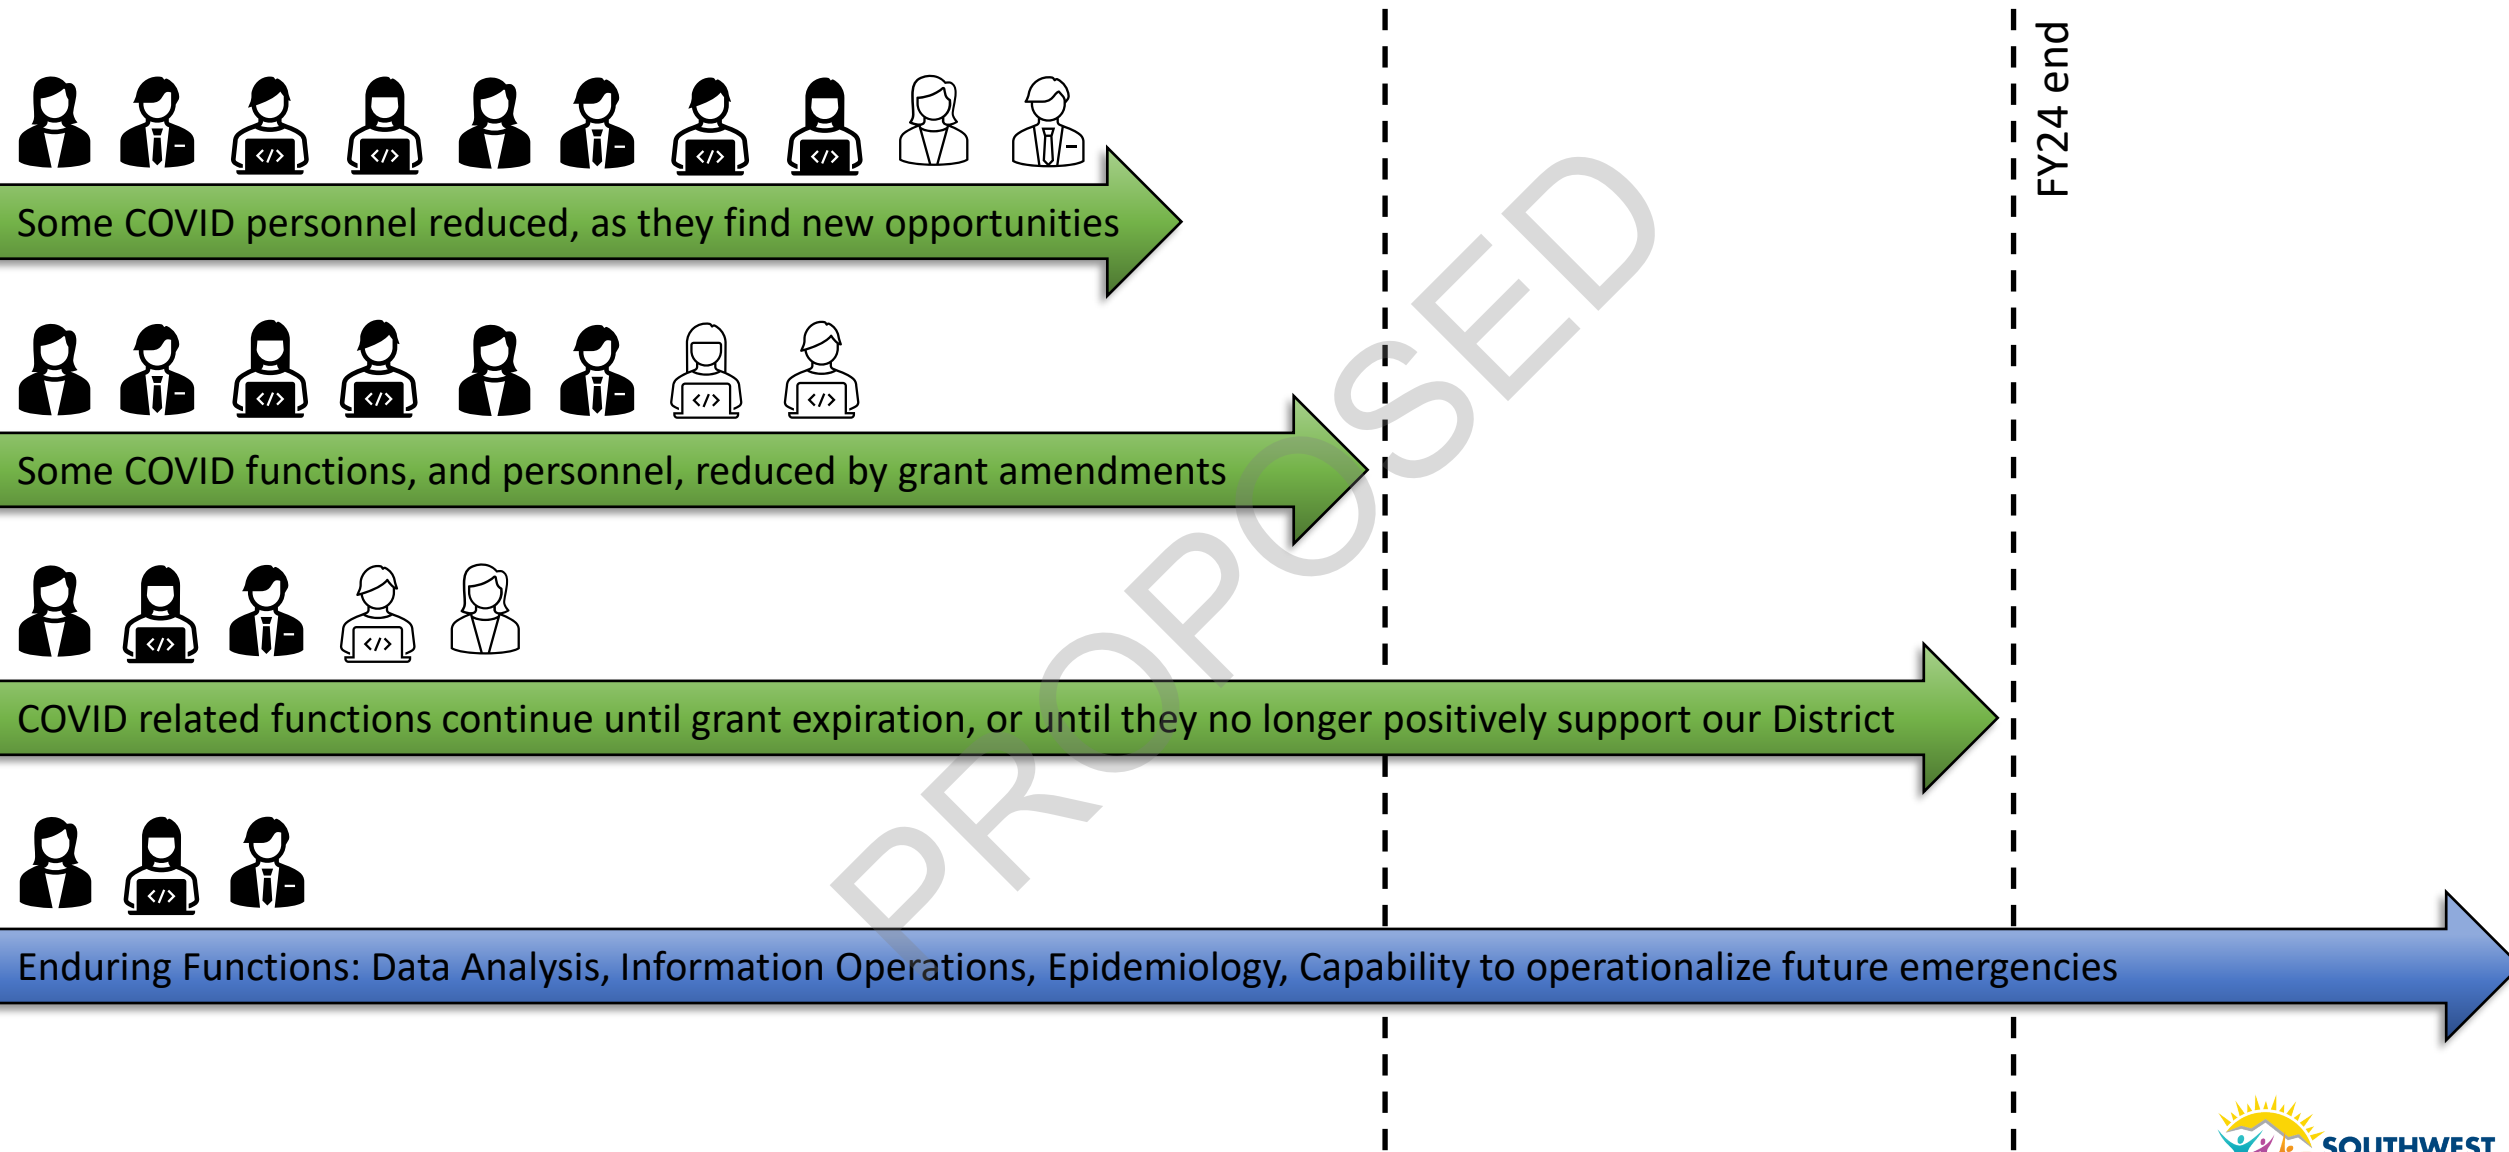 FY24 end
</>
</>
</>
</>
Some COVID personnel reduced, as they find new opportunities
</>
</>
</>
</>
Some COVID functions, and personnel, reduced by grant amendments
</>
</>
COVID related functions continue until grant expiration, or until they no longer positively support our District
</>
Enduring Functions: Data Analysis, Information Operations, Epidemiology, Capability to operationalize future emergencies
PROPOSED
SOUTHWEST